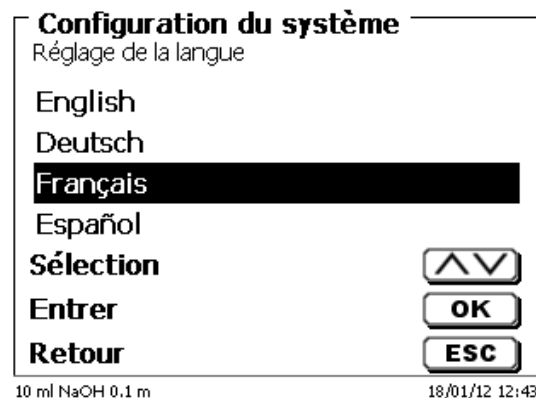 Configuration du système
Réglage de la langue
English
Deutsch
Français
Español
Sélection
Entrer OK
Retour ESC
10 ml NaOH 0.1 m 18/01/12 12:43